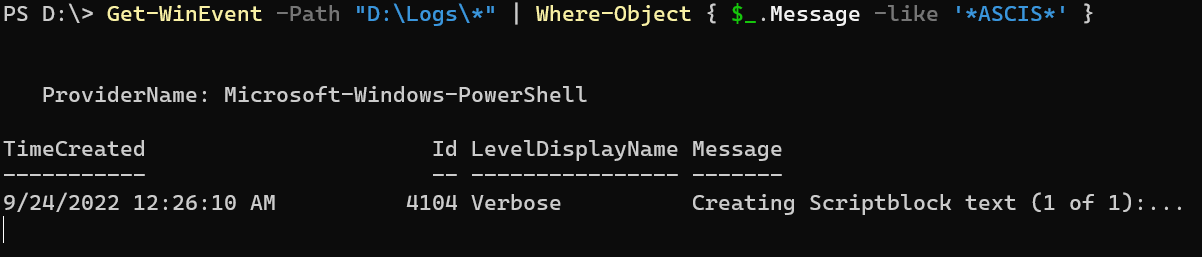 PS D:\> Get-WinEvent -Path "D:\Logs\*" | Where-Object { $_.Message -like '*ASCIS*' }
ProviderName: Microsoft-Windows-PowerShell
TimeCreated Id LevelDisplayName Message
----------- -- ---------------- -------
9/24/2022 12:26:10 AM 4104 Verbose Creating Scriptblock text (1 of 1):...